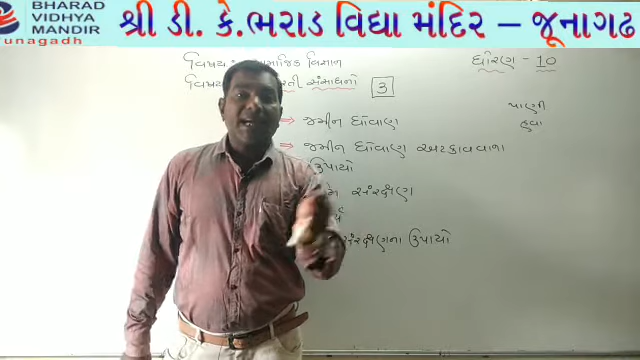 BHARAD
VIDHYA
MANDIR
unagadh
શ્રી ડી. કે.ભરાડ વિદ્યા મંદિર – જૂનાગઢ
વિષય : સામાજિક વિજ્ઞાન
ધોરણ - 10
સંસાધનો
3
પાણી
હવા
⇒ જમીન ધોવાણ
⇒ જમીન ધોવાણ અટકાવવાના
ઉપાયો
સંરક્ષણ
સંરક્ષણના ઉપાયો